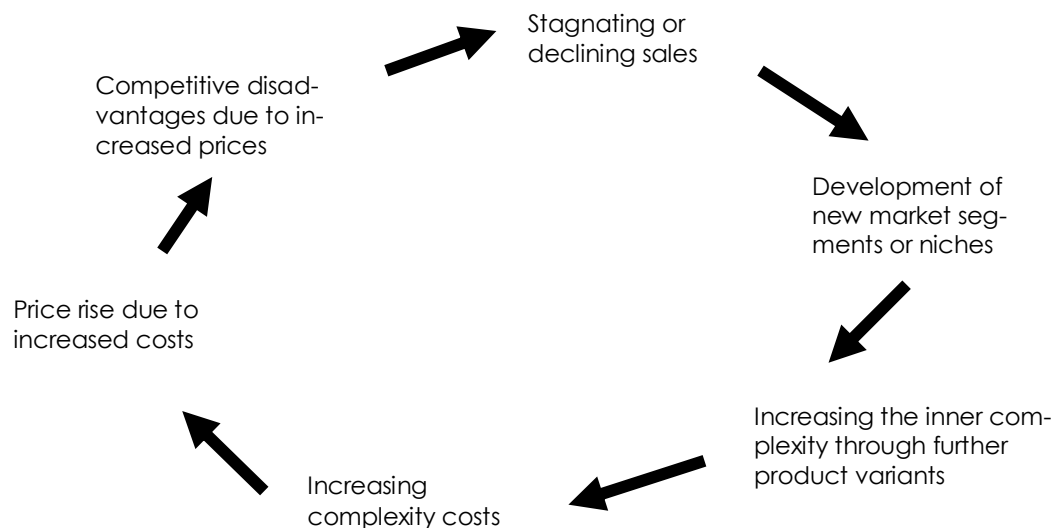 Stagnating or
declining sales
Development of
new market seg-
ments or niches
Increasing the inner com-
plexity through further
product variants
Increasing
complexity costs
Price rise due to
increased costs
Competitive disad-
vantages due to in-
creased prices